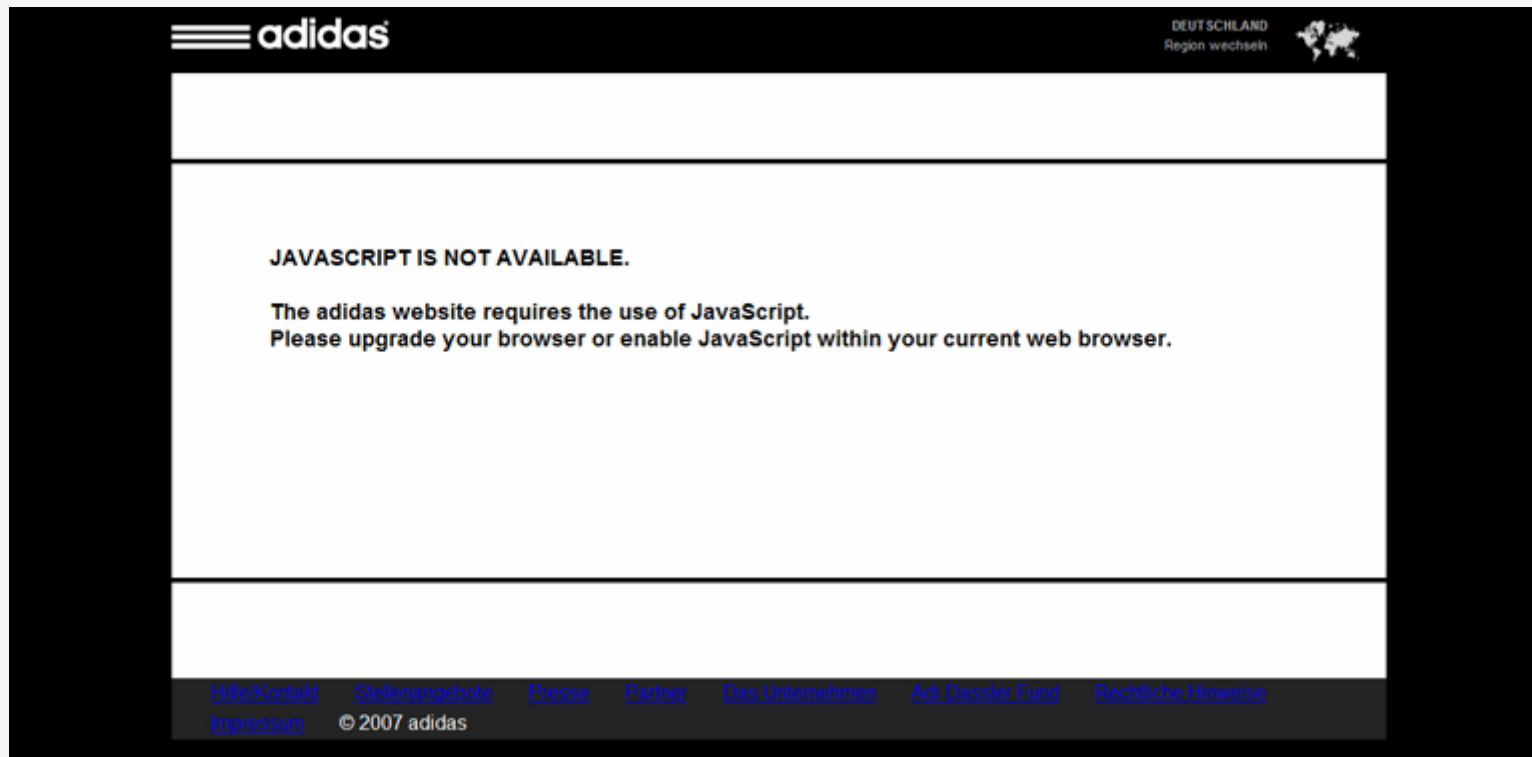 adidas
DEUTSCHLAND
Region wechseln
JAVASCRIPT IS NOT AVAILABLE.
The adidas website requires the use of JavaScript.
Please upgrade your browser or enable JavaScript within your current web browser.
Hilfe/Kontakt Stellenangebote Presse Partner Das Unternehmen Adi Dassler Fund Rechtliche Hinweise
Impressum © 2007 adidas